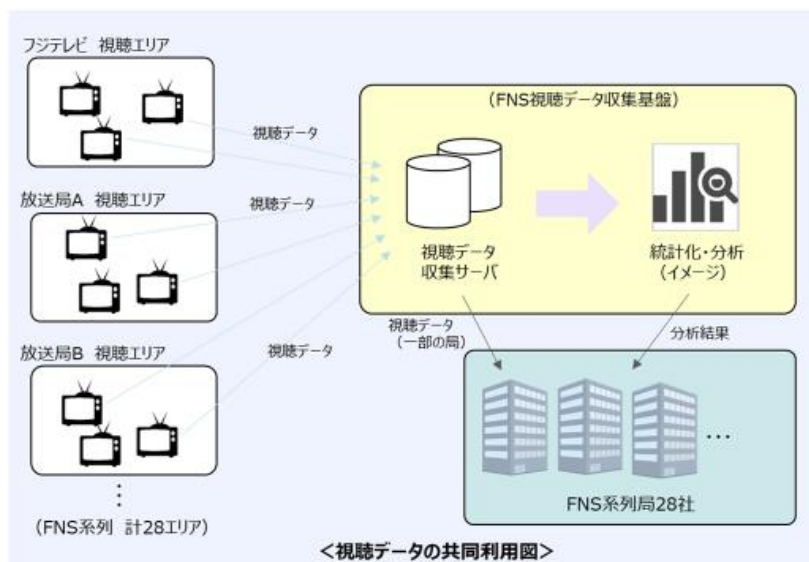 フジテレビ 視聴エリア
視聴データ
放送局A 視聴エリア
視聴データ
放送局B 視聴エリア
視聴データ
⋮
(FNS系列 計28エリア)
(FNS視聴データ収集基盤)
視聴データ
収集サーバ
統計化・分析
(イメージ)
視聴データ
(一部の局)
分析結果
…
FNS系列局28社
<視聴データの共同利用図>